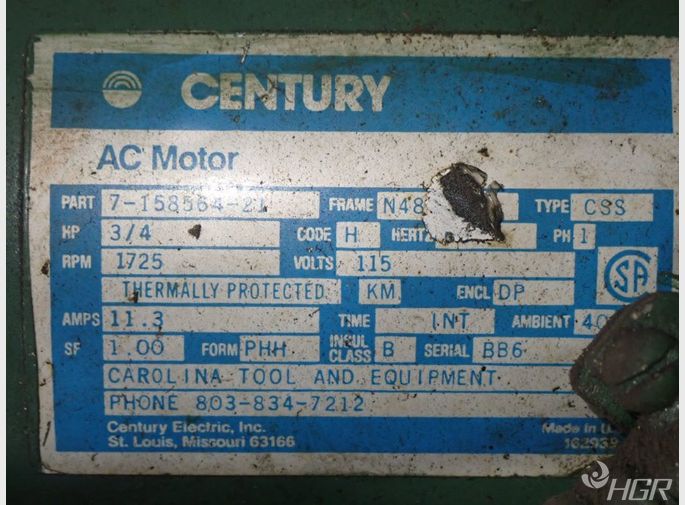 CENTURY
AC Motor
PART 7-158564-21 FRAME N48 TYPE CSS
HP 3/4 CODE H PH 1
RPM 1725 VOLTS 115
THERMALLY PROTECTED KM ENCL DP
AMPS 11.3 TIME INT AMBIENT 40
SF 1.00 FORM PHH INSUL CLASS B SERIAL BB6
CAROLINA TOOL AND EQUIPMENT
PHONE 803-834-7212
Century Electric, Inc. Made in
St. Louis, Missouri 63166
SA
HGR